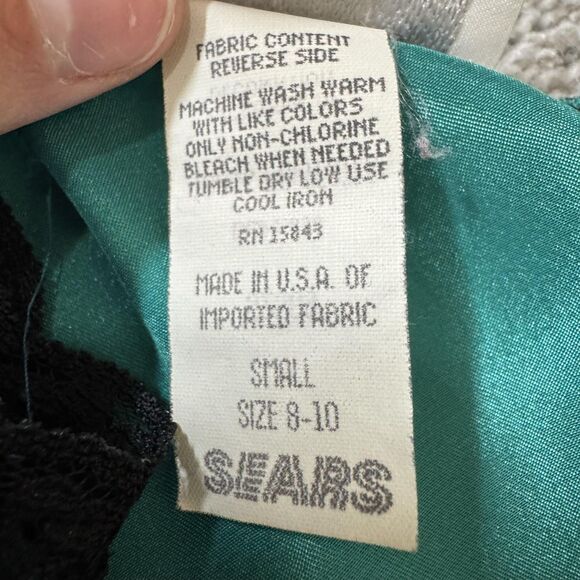 FABRIC CONTENT
REVERSE SIDE
MACHINE WASH WARM
WITH LIKE COLORS
ONLY NON-CHLORINE
BLEACH WHEN NEEDED
TUMBLE DRY LOW USE
COOL IRON
RN 15843
MADE IN U.S.A. OF
IMPORTED FABRIC
SMALL
SIZE 8-10
SEARS